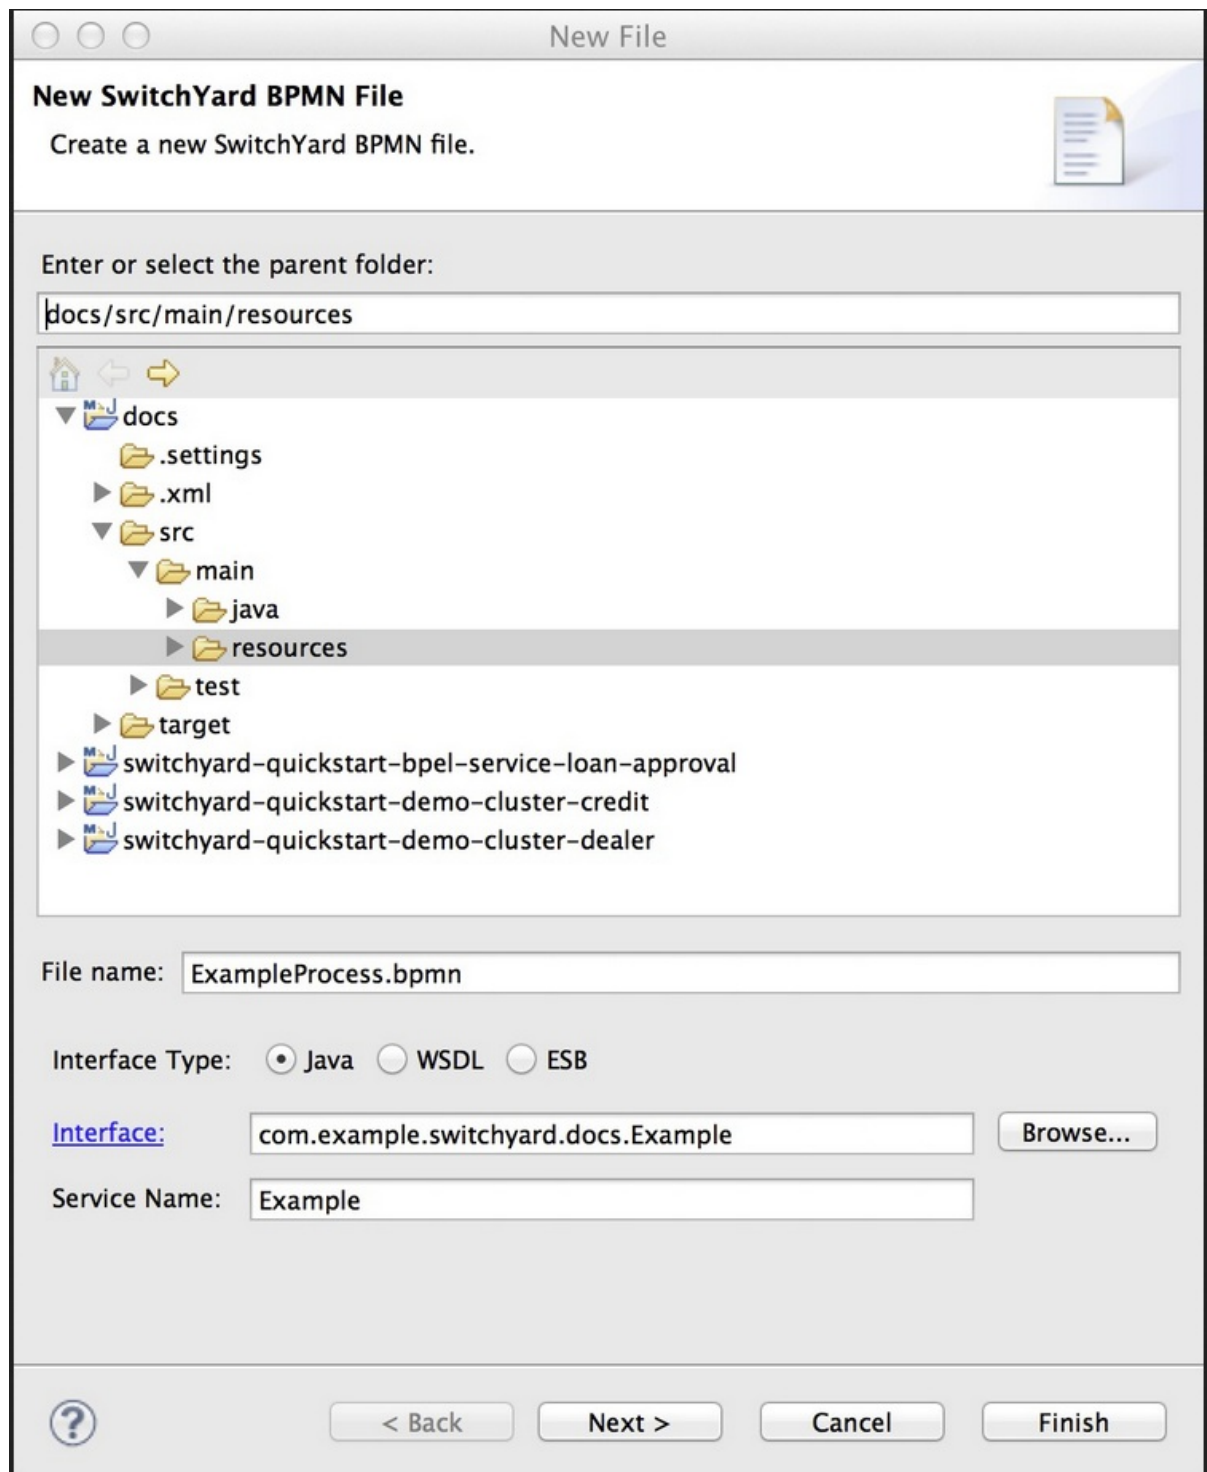 New File
New SwitchYard BPMN File
Create a new SwitchYard BPMN file.
Enter or select the parent folder:
docs/src/main/resources
docs
.settings
.xml
src
main
java
resources
test
target
switchyard-quickstart-bpel-service-loan-approval
switchyard-quickstart-demo-cluster-credit
switchyard-quickstart-demo-cluster-dealer
File name: ExampleProcess.bpmn
Interface Type: Java WSDL ESB
Interface: com.example.switchyard.docs.Example Browse...
Service Name: Example
? < Back Next > Cancel Finish